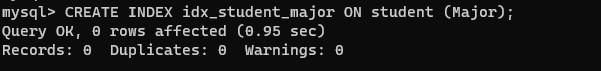 mysql> CREATE INDEX idx_student_major ON student (Major);
Query OK, 0 rows affected (0.95 sec)
Records: 0  Duplicates: 0  Warnings: 0